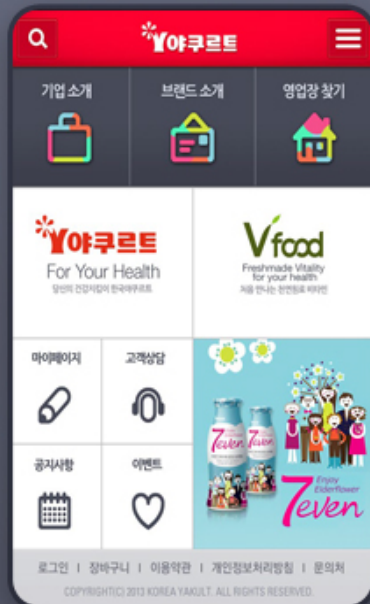 야쿠르트
기업 소개
브랜드 소개
영업장 찾기
야쿠르트
For Your Health
당신의 건강지킴이 한국야쿠르트
Vfood
Freshmade Vitality
for your health
처음 만나는 천연원료 비타민
마이페이지
고객상담
7even
7even
공지사항
이벤트
Enjoy
Elderflower
7even
로그인 | 장바구니 | 이용약관 | 개인정보처리방침 | 문의처
COPYRIGHT(C) 2013 KOREA YAKULT. ALL RIGHTS RESERVED.